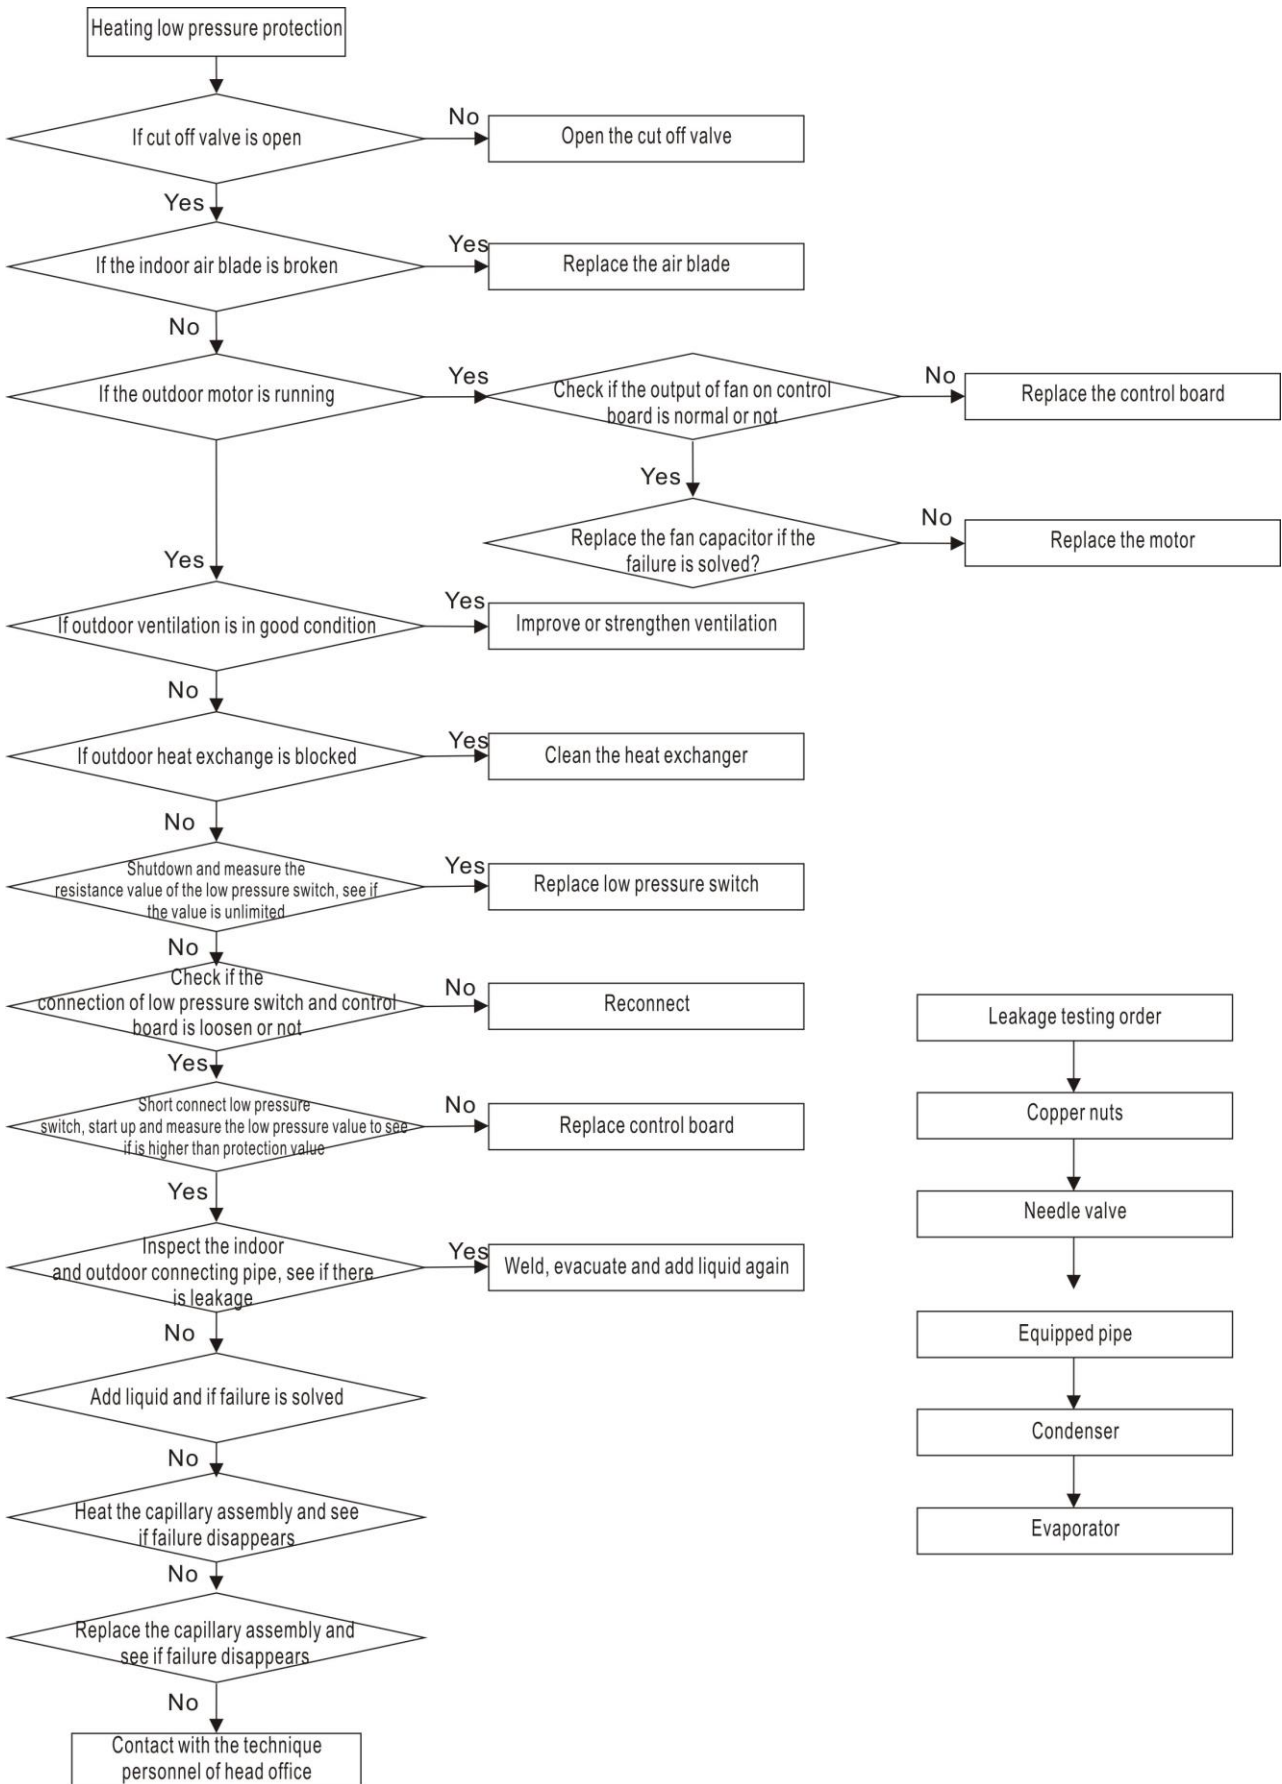 Heating low pressure protection
If cut off valve is open
No
Open the cut off valve
Yes
If the indoor air blade is broken
Yes
Replace the air blade
No
If the outdoor motor is running
Yes
Check if the output of fan on control
board is normal or not
No
Replace the control board
Yes
Replace the fan capacitor if the
failure is solved?
No
Replace the motor
Yes
If outdoor ventilation is in good condition
Yes
Improve or strengthen ventilation
No
If outdoor heat exchange is blocked
Yes
Clean the heat exchanger
No
Shutdown and measure the
resistance value of the low pressure switch, see if
the value is unlimited
Yes
Replace low pressure switch
No
Check if the
connection of low pressure switch and control
board is loosen or not
No
Reconnect
Yes
Short connect low pressure
switch, start up and measure the low pressure value to see
if is higher than protection value
No
Replace control board
Yes
Inspect the indoor
and outdoor connecting pipe, see if there
is leakage
Yes
Weld, evacuate and add liquid again
No
Add liquid and if failure is solved
No
Heat the capillary assembly and see
if failure disappears
No
Replace the capillary assembly and
see if failure disappears
No
Contact with the technique
personnel of head office
Leakage testing order
Copper nuts
Needle valve
Equipped pipe
Condenser
Evaporator